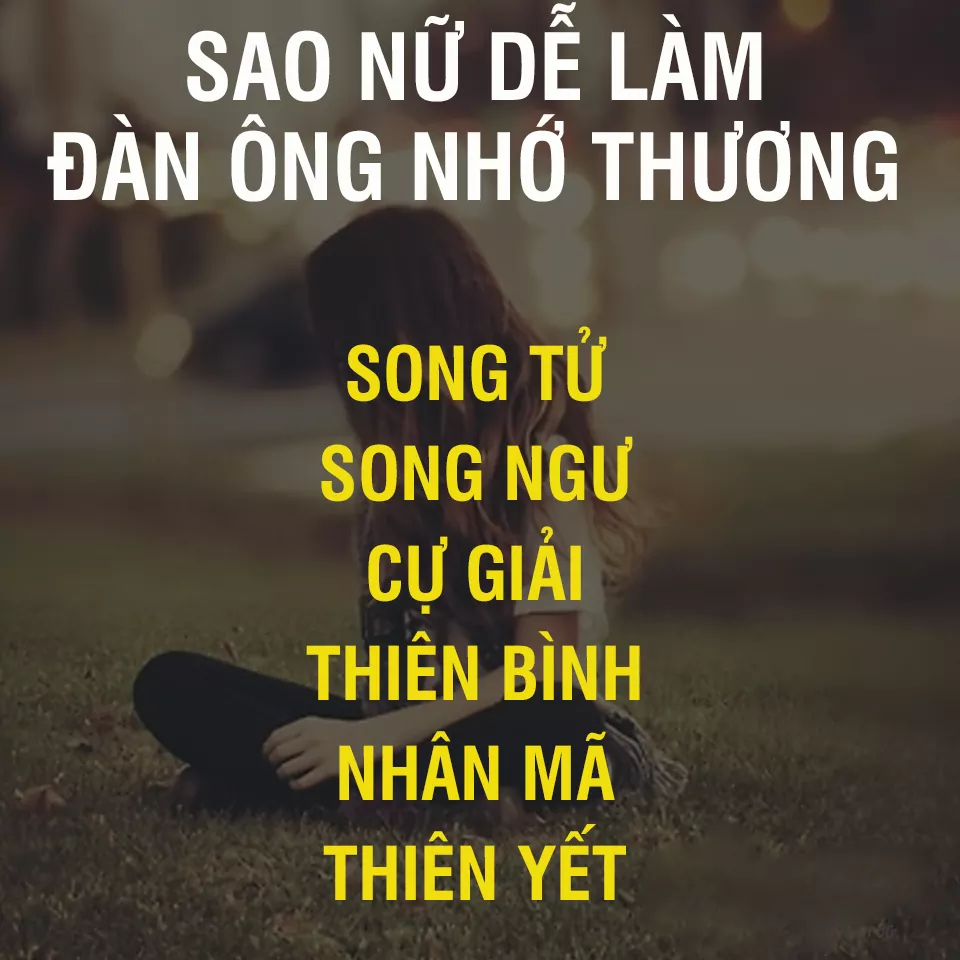 SAO NỮ DỄ LÀM
ĐÀN ÔNG NHỚ THƯƠNG
SONG TỬ
SONG NGƯ
CỰ GIẢI
THIÊN BÌNH
NHÂN MÃ
THIÊN YẾT